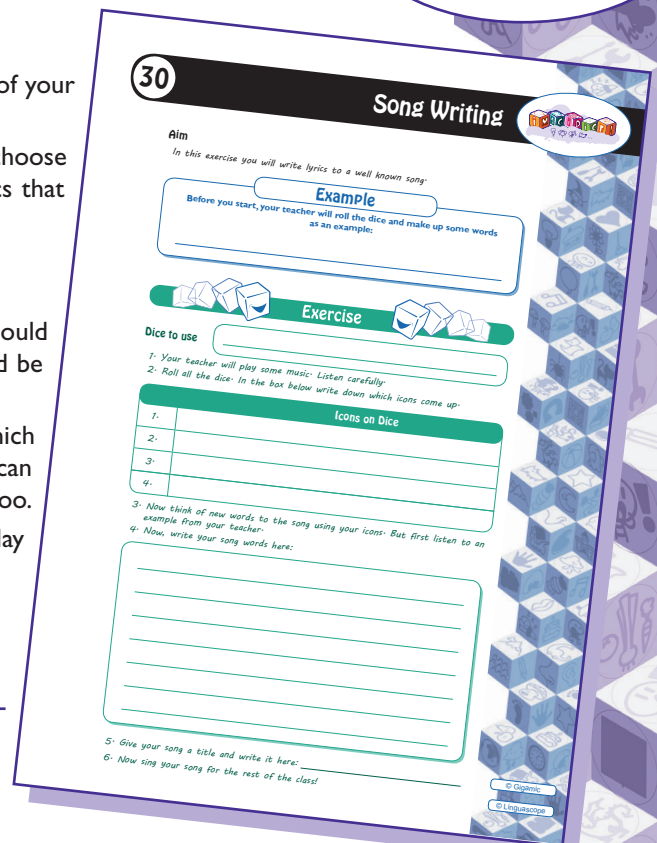 of your
choose
that
ould
be
hich
can
too.
lay
30
Song Writing
Aim
In this exercise you will write lyrics to a well known song.
Example
Before you start, your teacher will roll the dice and make up some words
as an example:
Exercise
Dice to use
1. Your teacher will play some music. Listen carefully.
2. Roll all the dice. In the box below write down which icons come up.
Icons on Dice
1.
2.
3.
4.
3. Now think of new words to the song using your icons. But first listen to an
example from your teacher.
4. Now, write your song words here:
5. Give your song a title and write it here:
6. Now sing your song for the rest of the class!
© Gigamic
© Linguascope